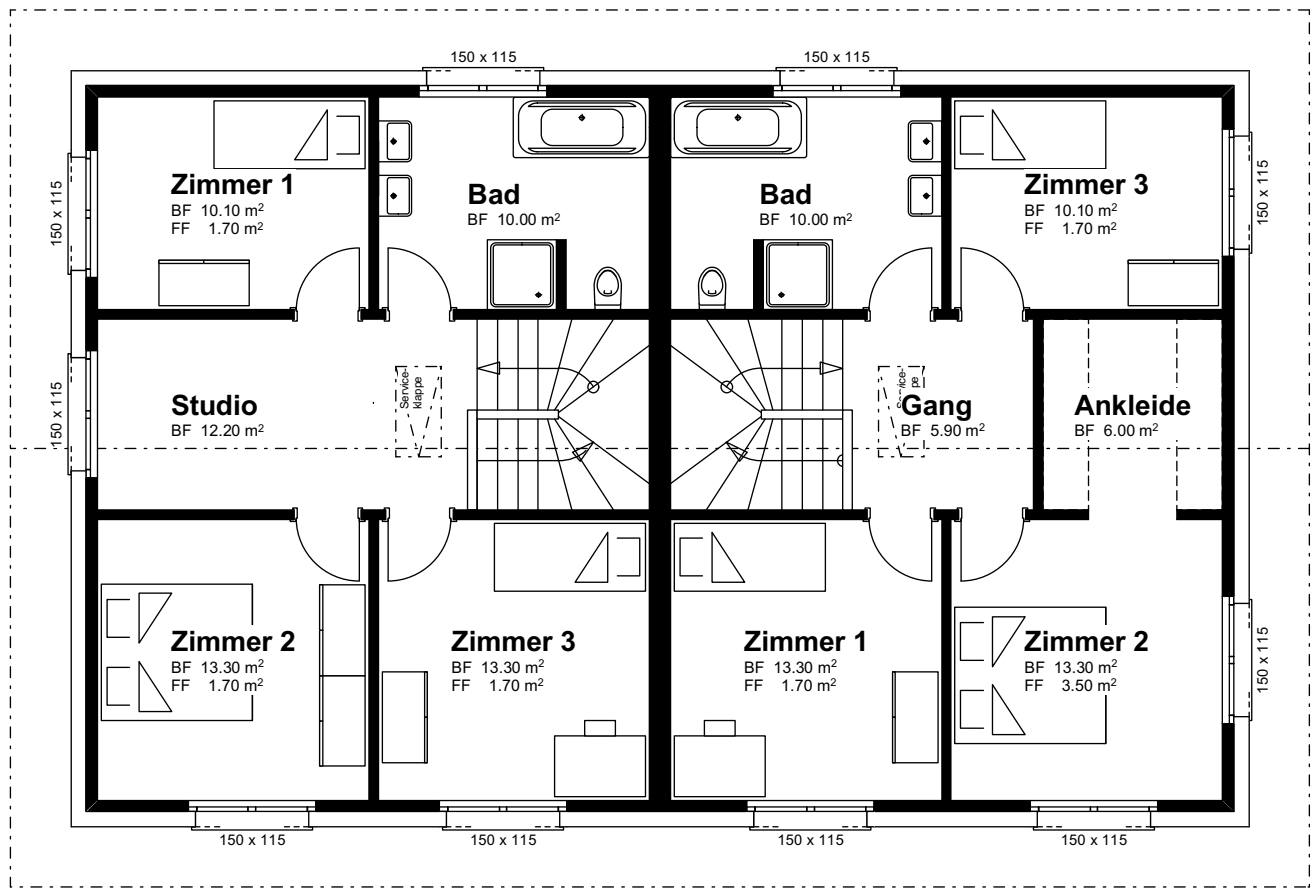 150 x 115
150 x 115
Zimmer 1
BF 10.10 m²
FF 1.70 m²
150 x 115
Bad
BF 10.00 m²
Bad
BF 10.00 m²
Zimmer 3
BF 10.10 m²
FF 1.70 m²
150 x 115
Studio
BF 12.20 m²
150 x 115
Service-
klappe
Service-
klappe
Gang
BF 5.90 m²
Ankleide
BF 6.00 m²
Zimmer 2
BF 13.30 m²
FF 1.70 m²
Zimmer 3
BF 13.30 m²
FF 1.70 m²
Zimmer 1
BF 13.30 m²
FF 1.70 m²
Zimmer 2
BF 13.30 m²
FF 3.50 m²
150 x 115
150 x 115
150 x 115
150 x 115
150 x 115